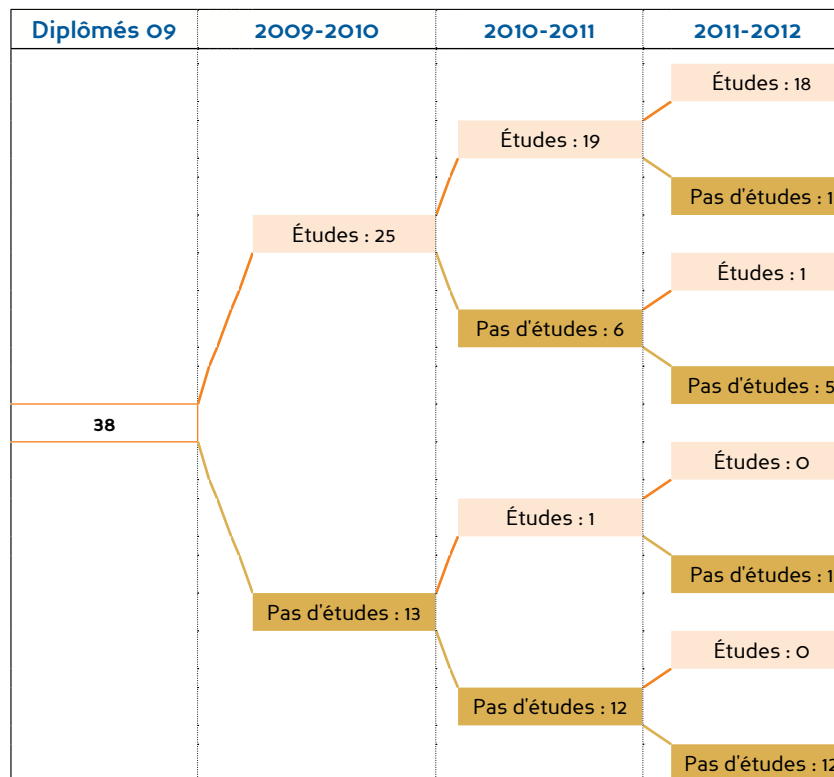 Diplômés 09 2009-2010 2010-2011 2011-2012
Études : 18
Études : 19
Pas d'études : 1
Études : 25
Études : 1
Pas d'études : 6
Pas d'études : 5
38
Études : 0
Études : 1
Pas d'études : 1
Pas d'études : 13
Études : 0
Pas d'études : 12
Pas d'études : 12